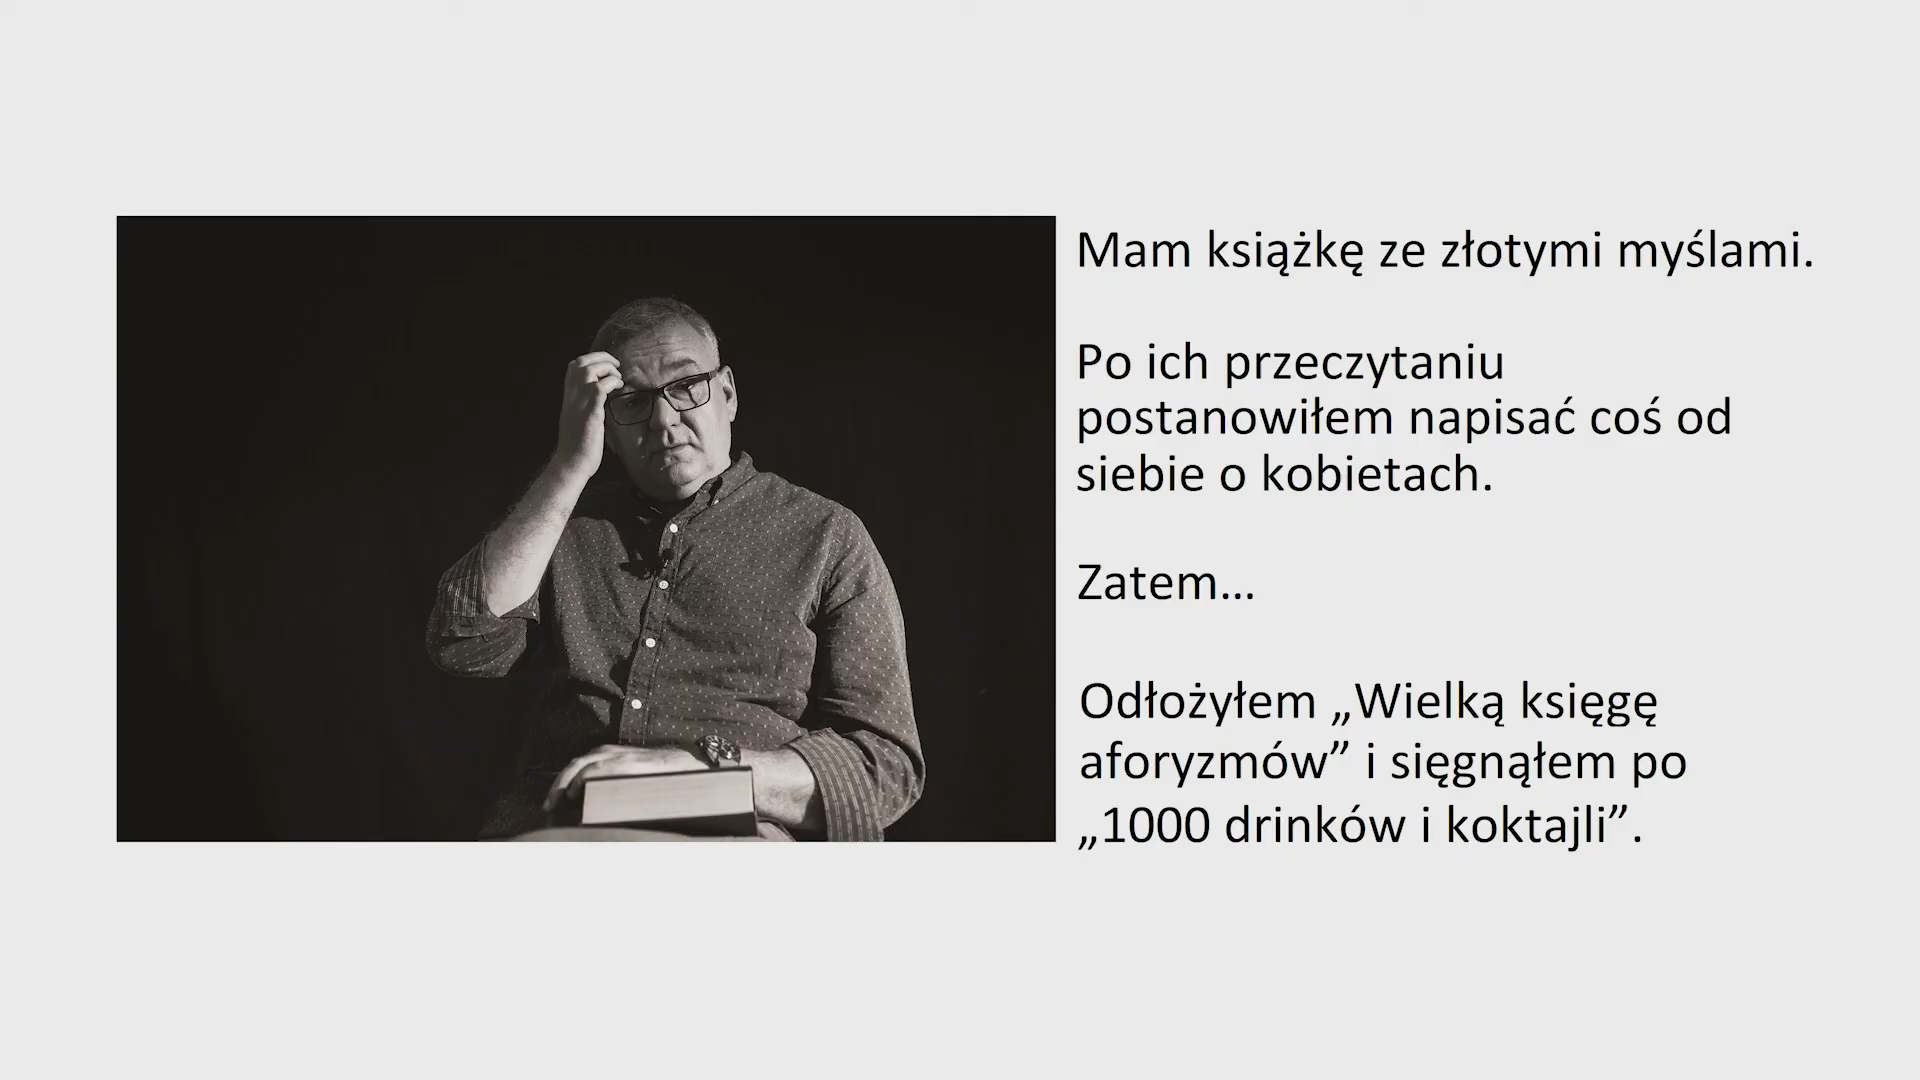 Mam książkę ze złotymi myślami.
Po ich przeczytaniu
postanowiłem napisać coś od
siebie o kobietach.
Zatem…
Odłożyłem „Wielką księgę
aforyzmów” i sięgnąłem po
„1000 drinków i koktajli”.